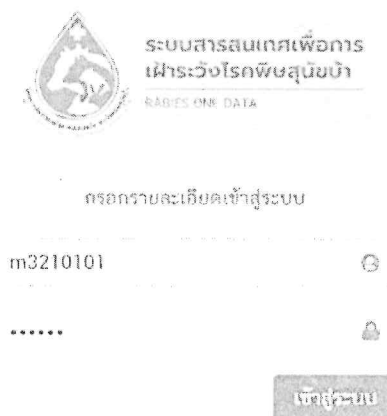 ระบบสารสนเทศเพื่อการ
เฝ้าระวังโรคพิษสุนัขบ้า
RABIES ONE DATA
กรอกรายละเอียดเข้าสู่ระบบ
m3210101
••••••
เข้าสู่ระบบ